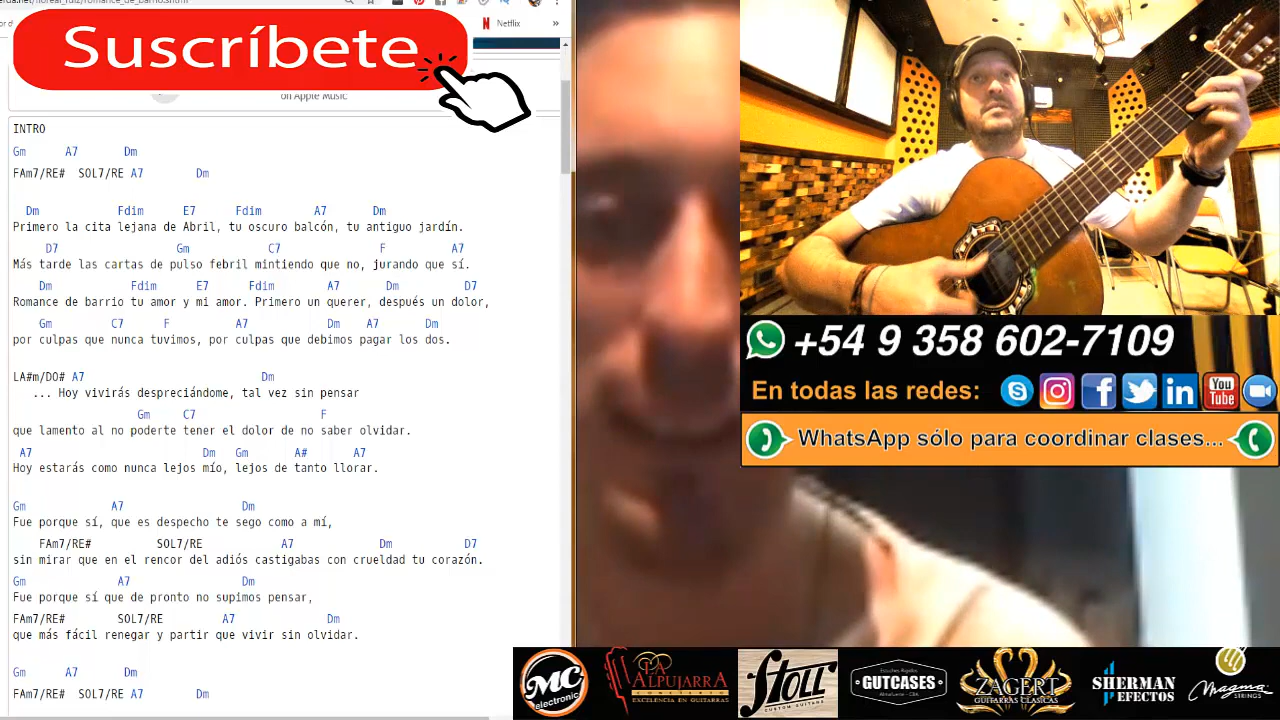 Netflix
Suscríbete
on Apple Music
INTRO
Gm A7 Dm
FAm7/RE# SOL7/RE A7 Dm
Dm Fdim E7 Fdim A7 Dm
Primero la cita lejana de Abril, tu oscuro balcón, tu antiguo jardín.
D7 Gm C7 F A7
Más tarde las cartas de pulso febril mintiendo que no, jurando que sí.
Dm Fdim E7 Fdim A7 Dm D7
Romance de barrio tu amor y mi amor. Primero un querer, después un dolor,
Gm C7 F A7 Dm A7 Dm
por culpas que nunca tuvimos, por culpas que debimos pagar los dos.
LA#m/DO# A7 Dm
... Hoy vivirás despreciándome, tal vez sin pensar
Gm C7 F
que lamento al no poderte tener el dolor de no saber olvidar.
A7 Dm Gm A# A7
Hoy estarás como nunca lejos mío, lejos de tanto llorar.
Gm A7 Dm
Fue porque sí, que es despecho te sego como a mí,
FAm7/RE# SOL7/RE A7 Dm D7
sin mirar que en el rencor del adiós castigabas con crueldad tu corazón.
Gm A7 Dm
Fue porque sí que de pronto no supimos pensar,
FAm7/RE# SOL7/RE A7 Dm
que más fácil renegar y partir que vivir sin olvidar.
Gm A7 Dm
FAm7/RE# SOL7/RE A7 Dm
+54 9 358 602-7109
En todas las redes:
You
Tube
WhatsApp sólo para coordinar clases...
MC
electronic
LA
ALPUJARRA
EXCELENCIA EN GUITARRAS
STOLL
CUSTOM GUITARS
GUTCASES
ZAGERT
GUITARRAS CLASICAS
SHERMAN
EFECTOS
Magma
STRINGS